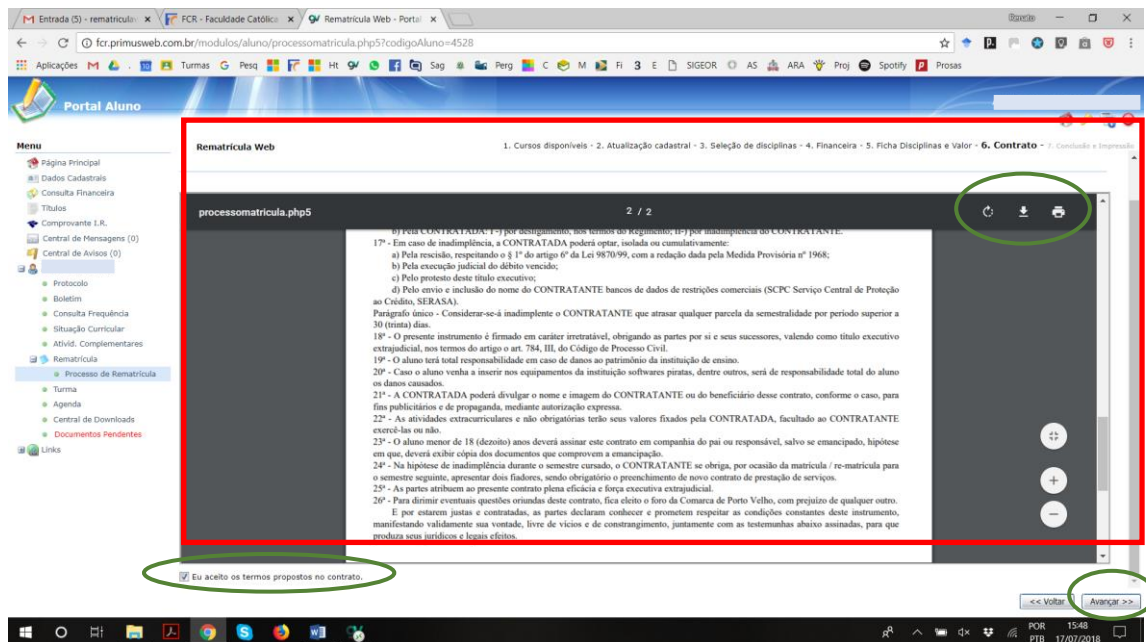 Entrada (5) - rematricula
FCR - Faculdade Católica
Rematrícula Web - Portal
fcr.primusweb.com.br/modulos/aluno/processomatricula.php5?codigoAluno=4528
Aplicações Turmas Pesq Ht Sag Perg C M Fi 3 E SIGEOR AS ARA Proj Spotify Prosas
Portal Aluno
Menu
Página Principal
Dados Cadastrais
Consulta Financeira
Títulos
Comprovante I.R.
Central de Mensagens (0)
Central de Avisos (0)
Protocolo
Boletim
Consulta Frequência
Situação Curricular
Ativid. Complementares
Rematrícula
Processo de Rematrícula
Turma
Agenda
Central de Downloads
Documentos Pendentes
Links
Rematrícula Web
1. Cursos disponíveis - 2. Atualização cadastral - 3. Seleção de disciplinas - 4. Financeira - 5. Ficha Disciplinas e Valor - 6. Contrato - 7. Conclusão e Impressão
processomatricula.php5
2 / 2
b) Pela CONTRATADA: I-) por desligamento, nos termos do Regimento; II-) por inadimplência do CONTRATANTE.
17ª - Em caso de inadimplência, a CONTRATADA poderá optar, isolada ou cumulativamente:
a) Pela rescisão, respeitando o § 1º do artigo 6º da Lei 9870/99, com a redação dada pela Medida Provisória nº 1968;
b) Pela execução judicial do débito vencido;
c) Pelo protesto deste título executivo;
d) Pelo envio e inclusão do nome do CONTRATANTE bancos de dados de restrições comerciais (SCPC Serviço Central de Proteção
ao Crédito, SERASA).
Parágrafo único - Considerar-se-á inadimplente o CONTRATANTE que atrasar qualquer parcela da semestralidade por período superior a
30 (trinta) dias.
18ª - O presente instrumento é firmado em caráter irretratável, obrigando as partes por si e seus sucessores, valendo como título executivo
extrajudicial, nos termos do artigo o art. 784, III, do Código de Processo Civil.
19ª - O aluno terá total responsabilidade em caso de danos ao patrimônio da instituição de ensino.
20ª - Caso o aluno venha a inserir nos equipamentos da instituição softwares piratas, dentre outros, será de responsabilidade total do aluno
os danos causados.
21ª - A CONTRATADA poderá divulgar o nome e imagem do CONTRATANTE ou do beneficiário desse contrato, conforme o caso, para
fins publicitários e de propaganda, mediante autorização expressa.
22ª - As atividades extracurriculares e não obrigatórias terão seus valores fixados pela CONTRATADA, facultado ao CONTRATANTE
exercê-las ou não.
23ª - O aluno menor de 18 (dezoito) anos deverá assinar este contrato em companhia do pai ou responsável, salvo se emancipado, hipótese
em que, deverá exibir cópia dos documentos que comprovem a emancipação.
24ª - Na hipótese de inadimplência durante o semestre cursado, o CONTRATANTE se obriga, por ocasião da matrícula / re-matrícula para
o semestre seguinte, apresentar dois fiadores, sendo obrigatório o preenchimento de novo contrato de prestação de serviços.
25ª - As partes atribuem ao presente contrato plena eficácia e força executiva extrajudicial.
26ª - Para dirimir eventuais questões oriundas deste contrato, fica eleito o foro da Comarca de Porto Velho, com prejuízo de qualquer outro.
E por estarem justas e contratadas, as partes declaram conhecer e prometem respeitar as condições constantes deste instrumento,
manifestando validamente sua vontade, livre de vícios e de constrangimento, juntamente com as testemunhas abaixo assinadas, para que
produza seus jurídicos e legais efeitos.
Eu aceito os termos propostos no contrato.
<< Voltar
Avançar >>
POR
PTB
15:48
17/07/2018